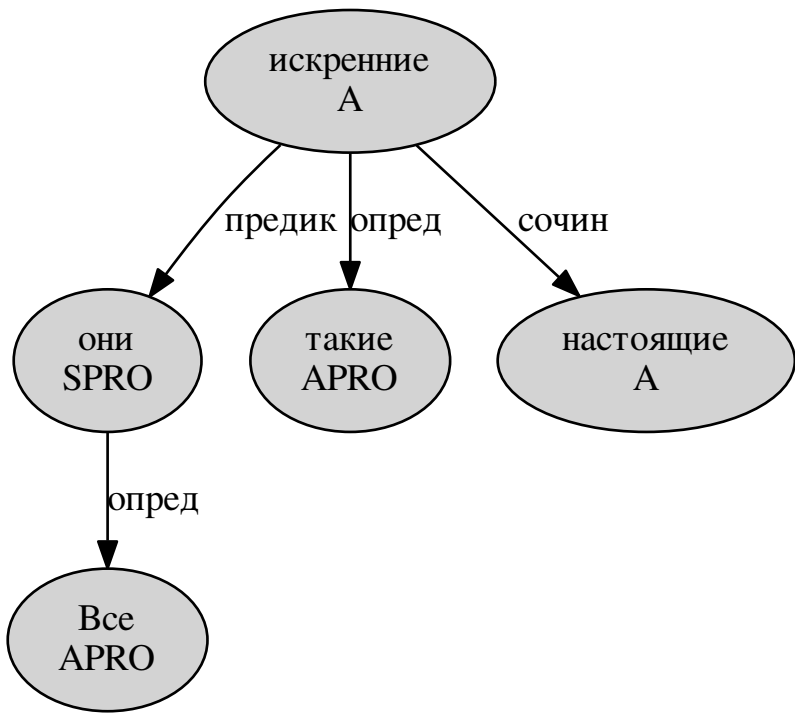 искренние
A
предик
опред
сочин
они
SPRO
такие
APRO
настоящие
A
опред
Все
APRO